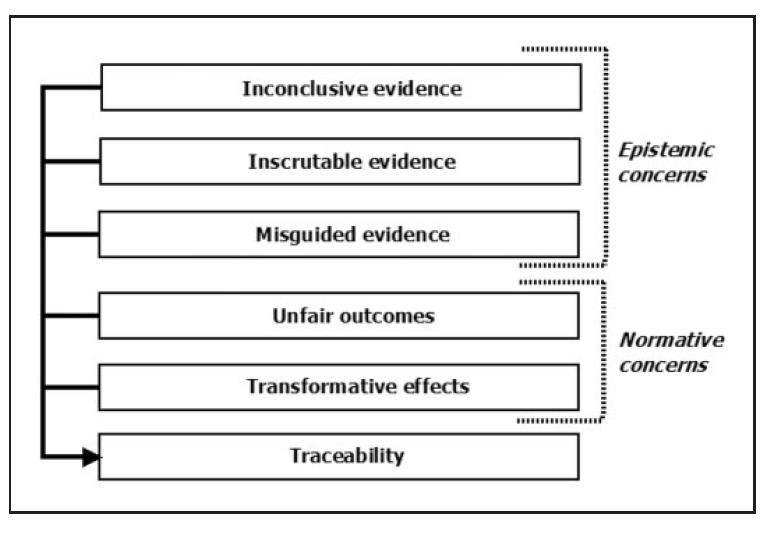 Inconclusive evidence
Inscrutable evidence
Misguided evidence
Epistemic
concerns
Unfair outcomes
Transformative effects
Normative
concerns
Traceability